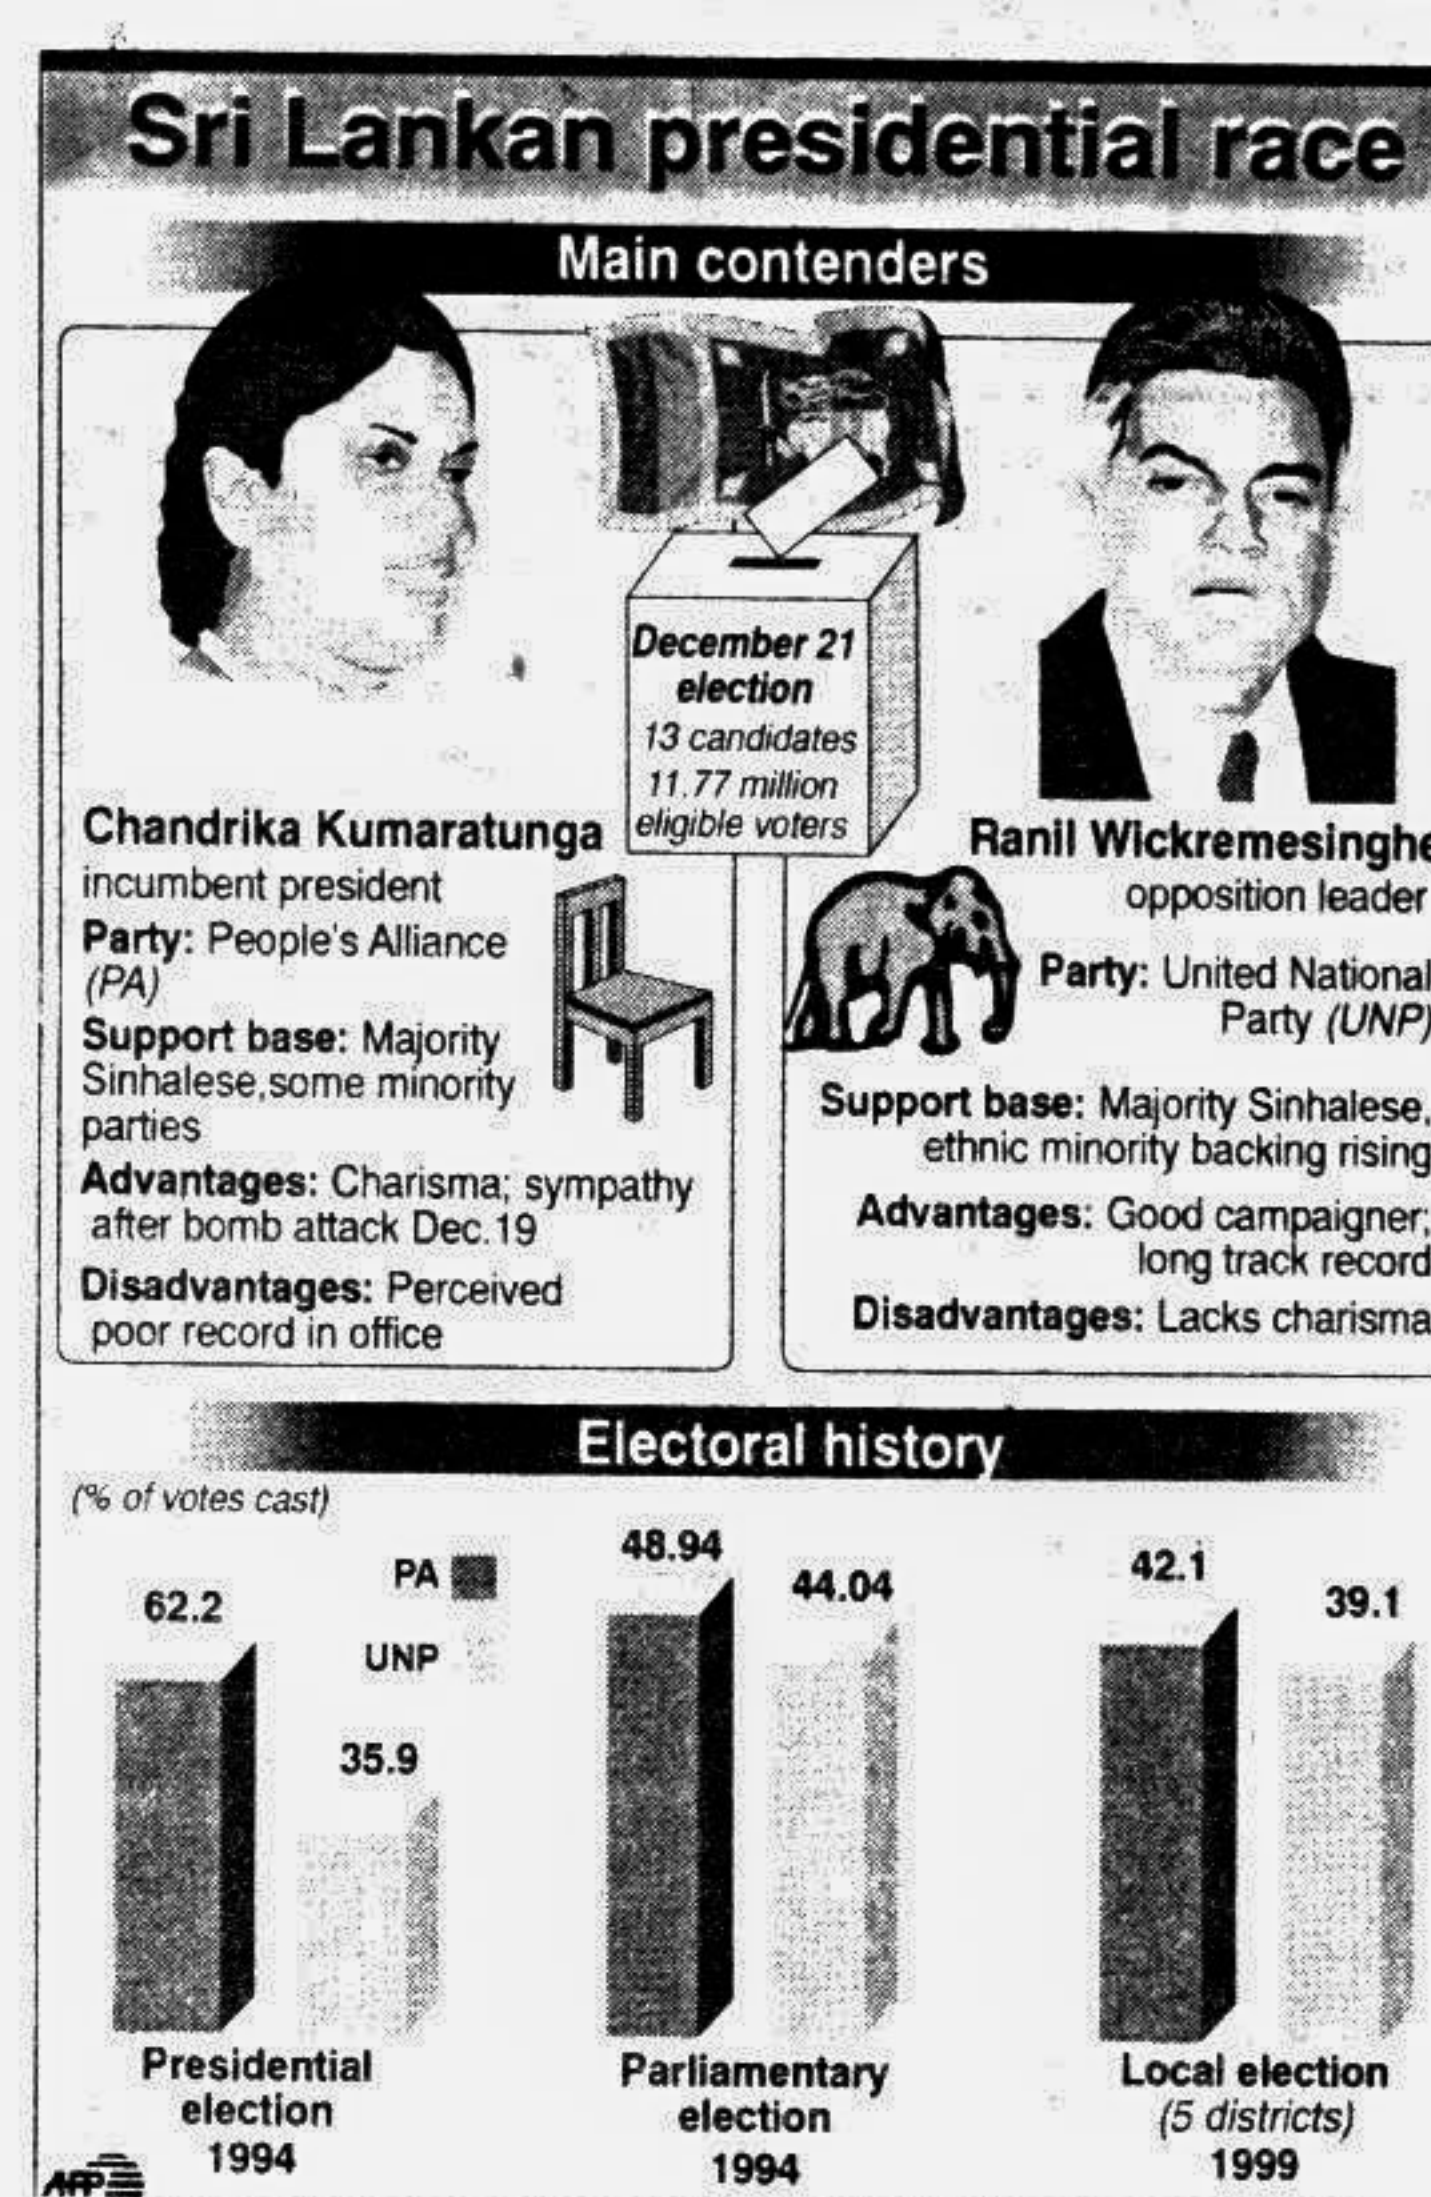 Sri Lankan presidential race
Main contenders
December 21
election
13 candidates
11.77 million
eligible voters
Chandrika Kumaratunga
incumbent president
Party: People's Alliance
(PA)
Support base: Majority
Sinhalese,some minority
parties
Advantages: Charisma; sympathy
after bomb attack Dec.19
Disadvantages: Perceived
poor record in office
Ranil Wickremesinghe
opposition leader
Party: United National
Party (UNP)
Support base: Majority Sinhalese,
ethnic minority backing rising
Advantages: Good campaigner;
long track record
Disadvantages: Lacks charisma
Electoral history
(% of votes cast)
PA
UNP
62.2
35.9
Presidential
election
1994
48.94
44.04
Parliamentary
election
1994
42.1
39.1
Local election
(5 districts)
1999
AFP